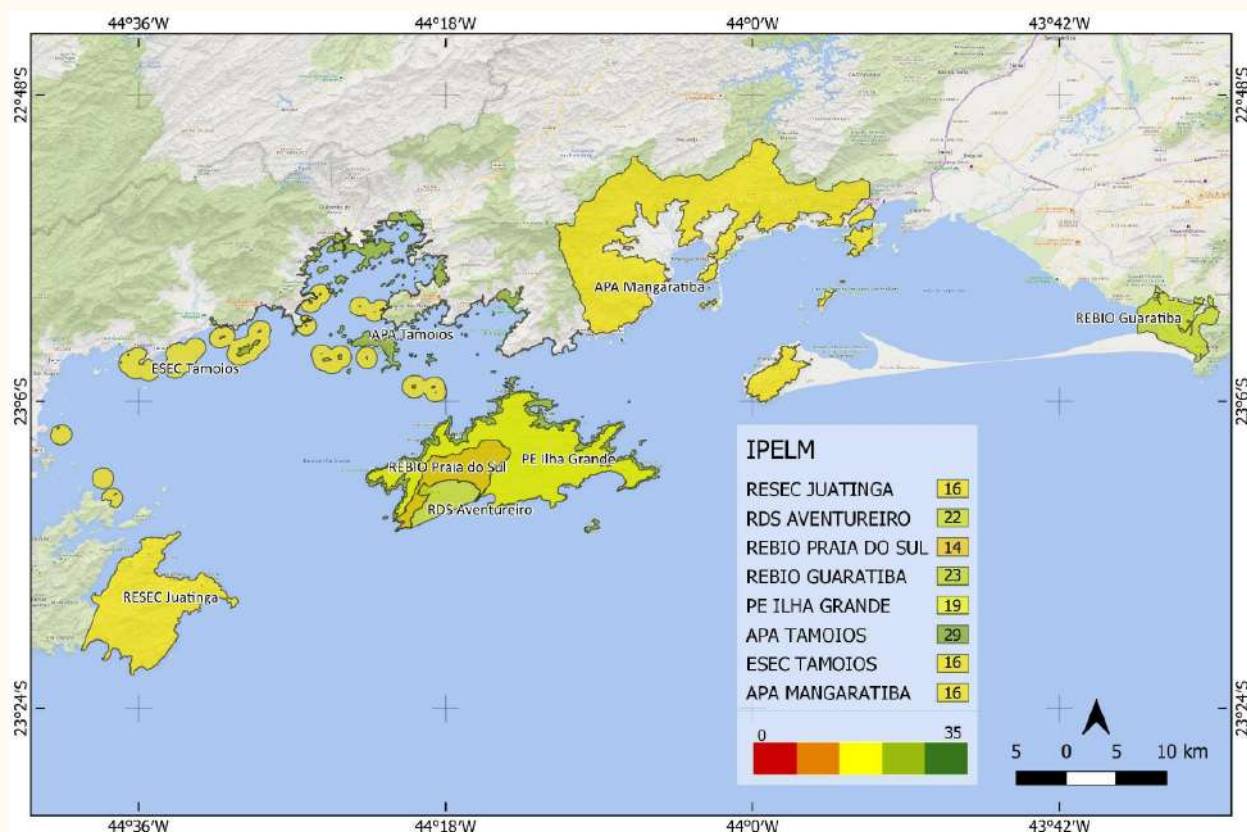 44°36'W 44°18'W 44°0'W 43°42'W
22°48'S 22°48'S
APA Mangaratiba
REBIO Guaratiba
APA Tamoios
ESEC Tamoios
23°6'S 23°6'S
PE Ilha Grande
REBIO Praia do Sul
RDS Aventureiro
RESEC Juatinga
23°24'S 23°24'S
IPELM
RESEC JUATINGA 16
RDS AVENTUREIRO 22
REBIO PRAIA DO SUL 14
REBIO GUARATIBA 23
PE ILHA GRANDE 19
APA TAMOIOS 29
ESEC TAMOIOS 16
APA MANGARATIBA 16
0 35
5 0 5 10 km
44°36'W 44°18'W 44°0'W 43°42'W